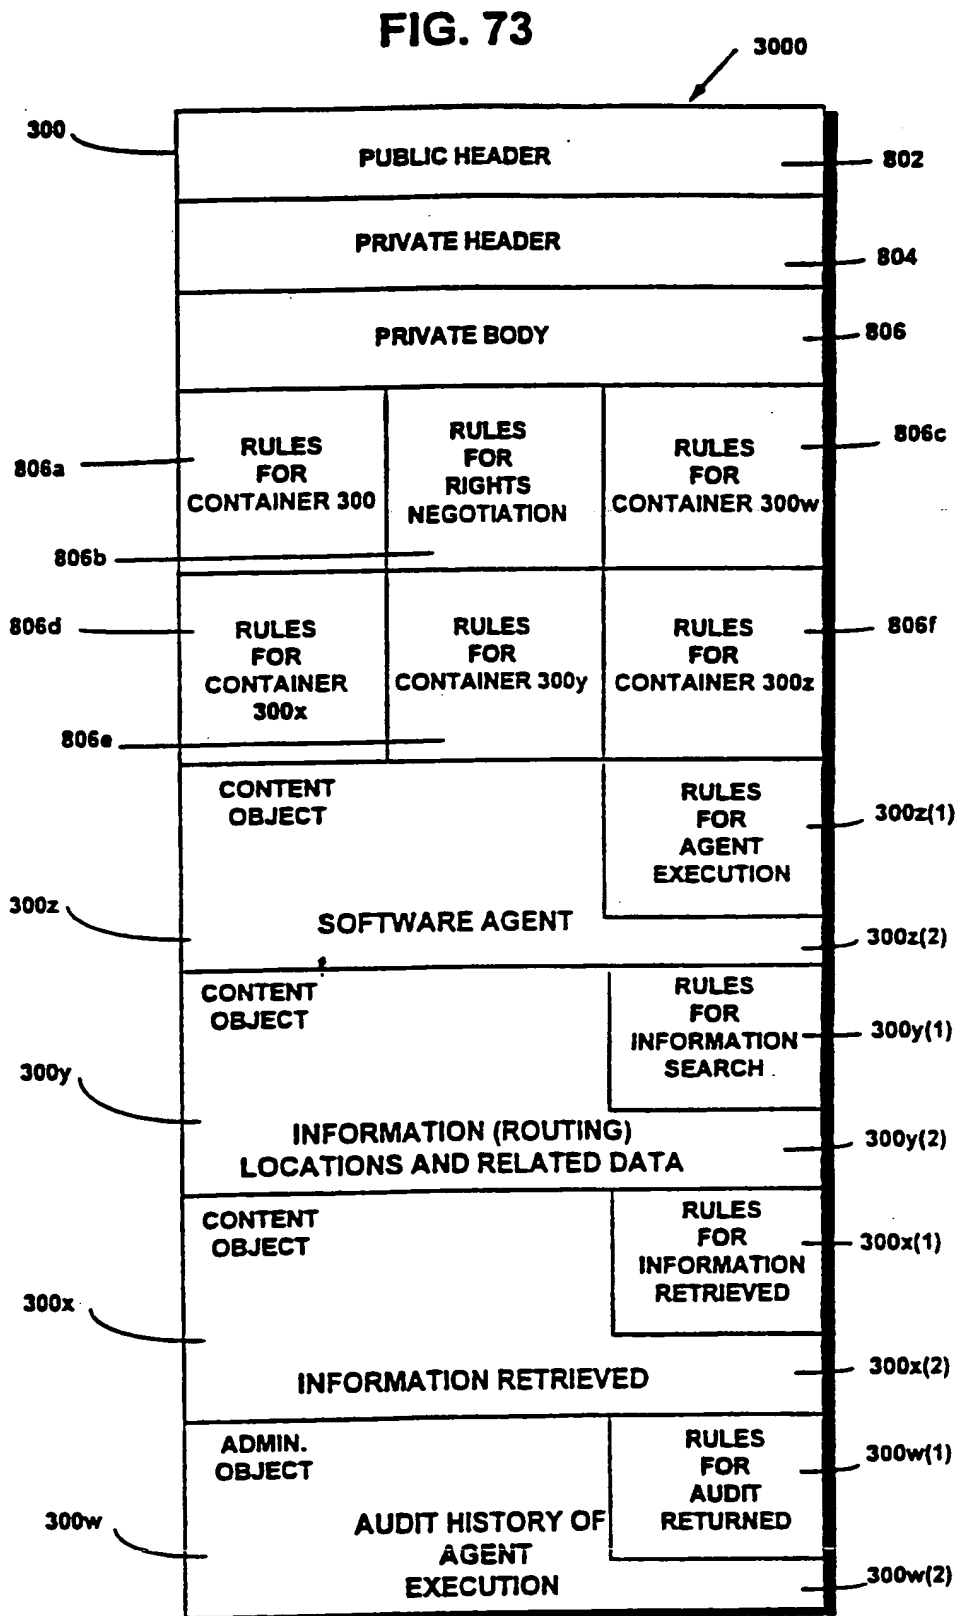 FIG. 73
3000
300
PUBLIC HEADER
802
PRIVATE HEADER
804
PRIVATE BODY
806
806a
RULES
FOR
CONTAINER 300
806b
RULES
FOR
RIGHTS
NEGOTIATION
RULES
FOR
CONTAINER 300w
806c
806d
RULES
FOR
CONTAINER
300x
806e
RULES
FOR
CONTAINER 300y
RULES
FOR
CONTAINER 300z
806f
CONTENT
OBJECT
RULES
FOR
AGENT
EXECUTION
300z(1)
300z
SOFTWARE AGENT
300z(2)
CONTENT
OBJECT
RULES
FOR
INFORMATION
SEARCH
300y(1)
300y
INFORMATION (ROUTING)
LOCATIONS AND RELATED DATA
300y(2)
CONTENT
OBJECT
RULES
FOR
INFORMATION
RETRIEVED
300x(1)
300x
INFORMATION RETRIEVED
300x(2)
ADMIN.
OBJECT
RULES
FOR
AUDIT
RETURNED
300w(1)
300w
AUDIT HISTORY OF
AGENT
EXECUTION
300w(2)